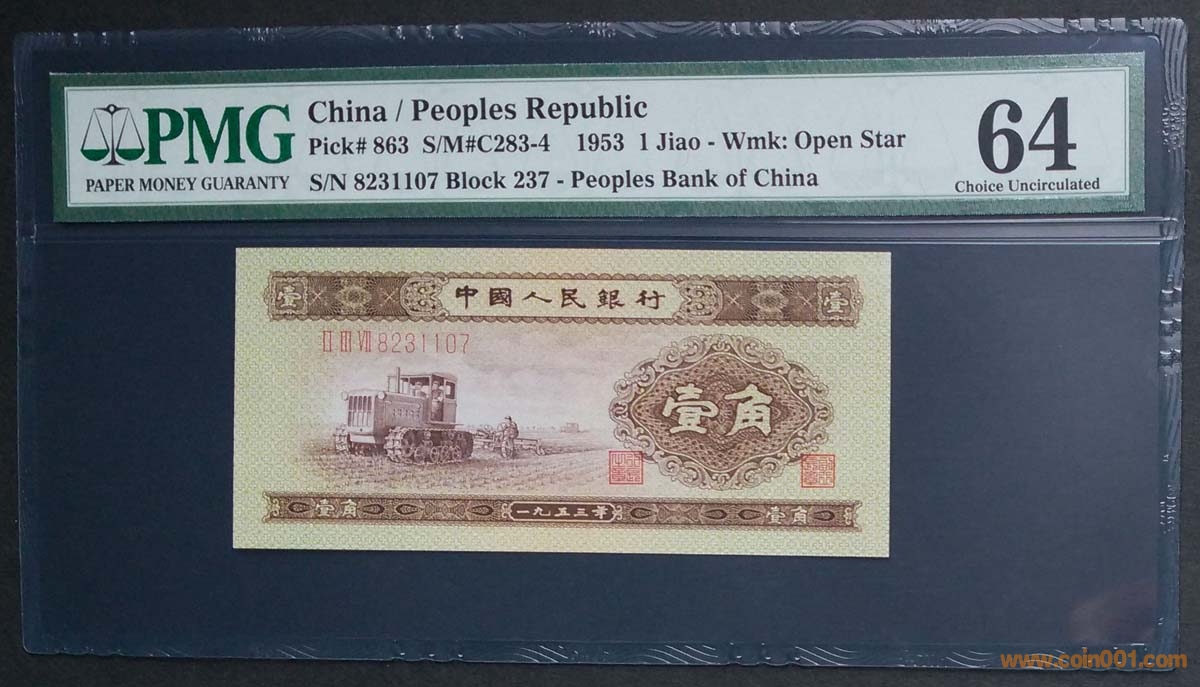 PMG
PAPER MONEY GUARANTY
China / Peoples Republic
Pick# 863 S/M#C283-4 1953 1 Jiao - Wmk: Open Star
S/N 8231107 Block 237 - Peoples Bank of China
64
Choice Uncirculated
壹 中國人民銀行 壹
II III VII 8231107
壹角
壹角 一九五三年 壹角
www.coin001.com